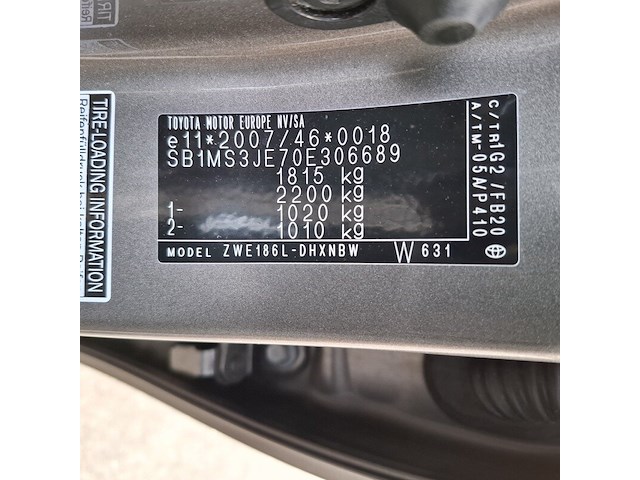 TOYOTA MOTOR EUROPE NV/SA
e11*2007/46*0018
SB1MS3JE70E306689
1815 kg
2200 kg
1- 1020 kg
2- 1010 kg
MODEL ZWE186L-DHXNBW W 631
C/TR1G2 /FB20
A/TM-05A/P410
TIRE-LOADING INFORMATION